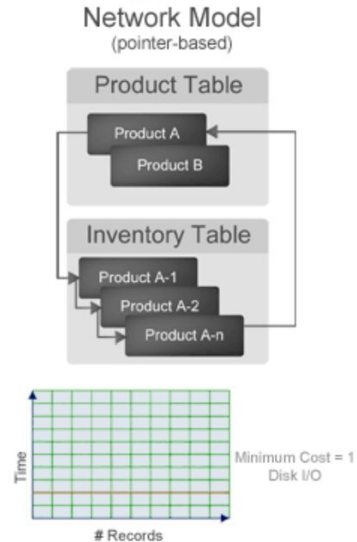 Network Model
(pointer-based)
Product Table
Product A
Product B
Inventory Table
Product A-1
Product A-2
Product A-n
Time
Minimum Cost = 1
Disk I/O
# Records